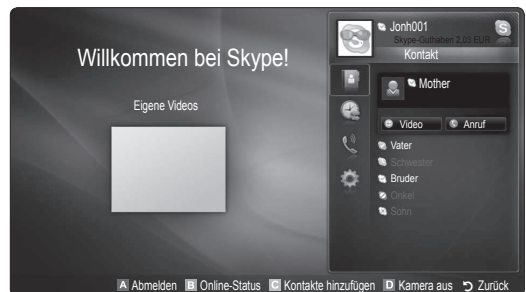 Willkommen bei Skype!
Eigene Videos
Jonh001
Skype-Guthaben 2,03 EUR
Kontakt
Mother
Video
Anruf
Vater
Schwester
Bruder
Onkel
Sohn
A Abmelden B Online-Status C Kontakte hinzufügen D Kamera aus Zurück